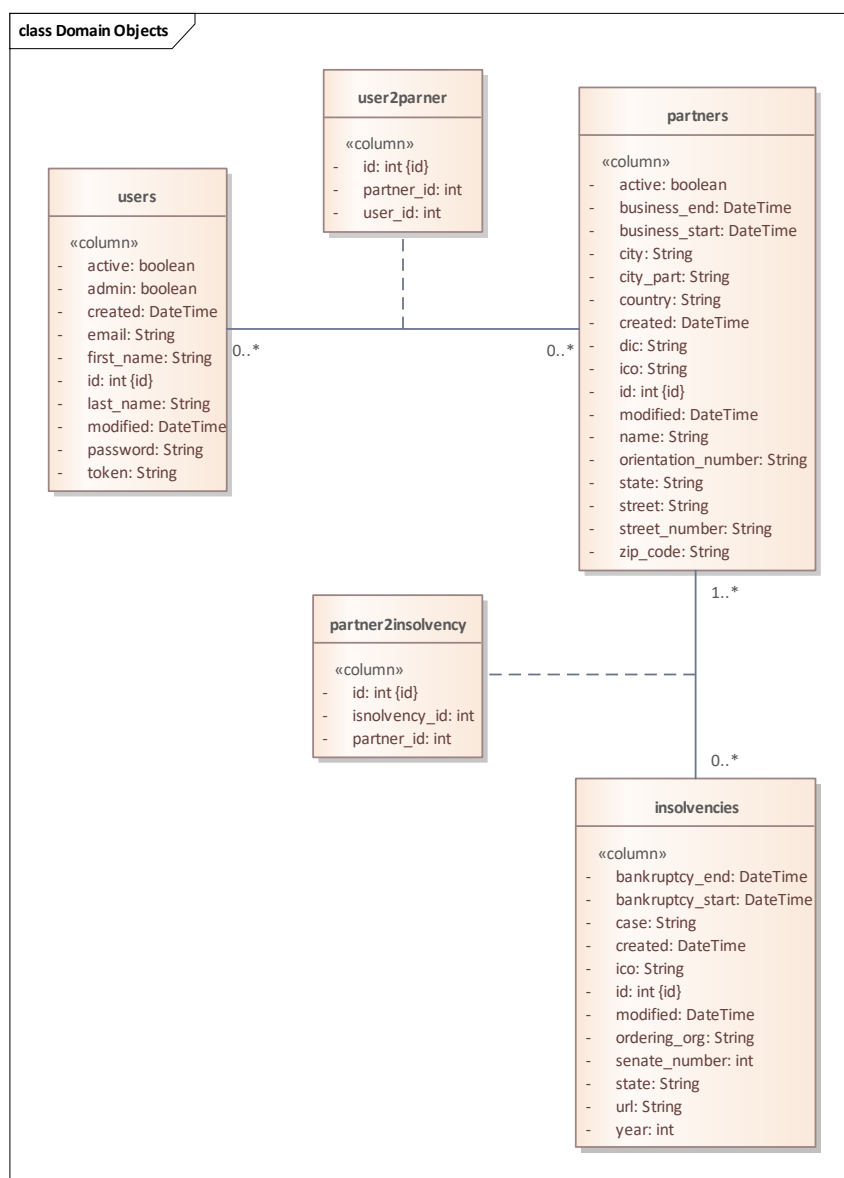 class Domain Objects
user2parner
«column»
- id: int {id}
- partner_id: int
- user_id: int
partners
«column»
- active: boolean
- business_end: DateTime
- business_start: DateTime
- city: String
- city_part: String
- country: String
- created: DateTime
- dic: String
- ico: String
- id: int {id}
- modified: DateTime
- name: String
- orientation_number: String
- state: String
- street: String
- street_number: String
- zip_code: String
users
«column»
- active: boolean
- admin: boolean
- created: DateTime
- email: String
- first_name: String
- id: int {id}
- last_name: String
- modified: DateTime
- password: String
- token: String
0..*
0..*
1..*
partner2insolvency
«column»
- id: int {id}
- isnolvency_id: int
- partner_id: int
0..*
insolvencies
«column»
- bankruptcy_end: DateTime
- bankruptcy_start: DateTime
- case: String
- created: DateTime
- ico: String
- id: int {id}
- modified: DateTime
- ordering_org: String
- senate_number: int
- state: String
- url: String
- year: int